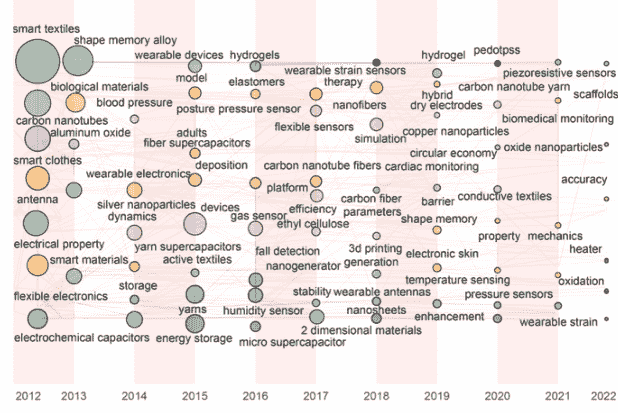 smart textiles
shape memory alloy
wearable devices hydrogels
hydrogel pedotpss
model
wearable strain sensors
piezoresistive sensors
biological materials
elastomers
therapy
hybrid
carbon nanotube yarn
scaffolds
blood pressure
posture pressure sensor
nanofibers
dry electrodes
carbon nanotubes
flexible sensors
biomedical monitoring
aluminum oxide
adults
simulation
copper nanoparticles
fiber supercapacitors
circular economy
oxide nanoparticles
smart clothes
deposition
carbon nanotube fibers
cardiac monitoring
wearable electronics
platform
accuracy
antenna
silver nanoparticles
devices
efficiency
carbon fiber
parameters
barrier
conductive textiles
dynamics
gas sensor
ethyl cellulose
shape memory
electrical property
yarn supercapacitors
3d printing
property
mechanics
smart materials
active textiles
fall detection
nanogenerator
generation
electronic skin
heater
temperature sensing
oxidation
flexible electronics
storage
stability
wearable antennas
pressure sensors
yarns
humidity sensor
nanosheets
enhancement
wearable strain
electrochemical capacitors
energy storage
2 dimensional materials
micro supercapacitor
2012 2013 2014 2015 2016 2017 2018 2019 2020 2021 2022